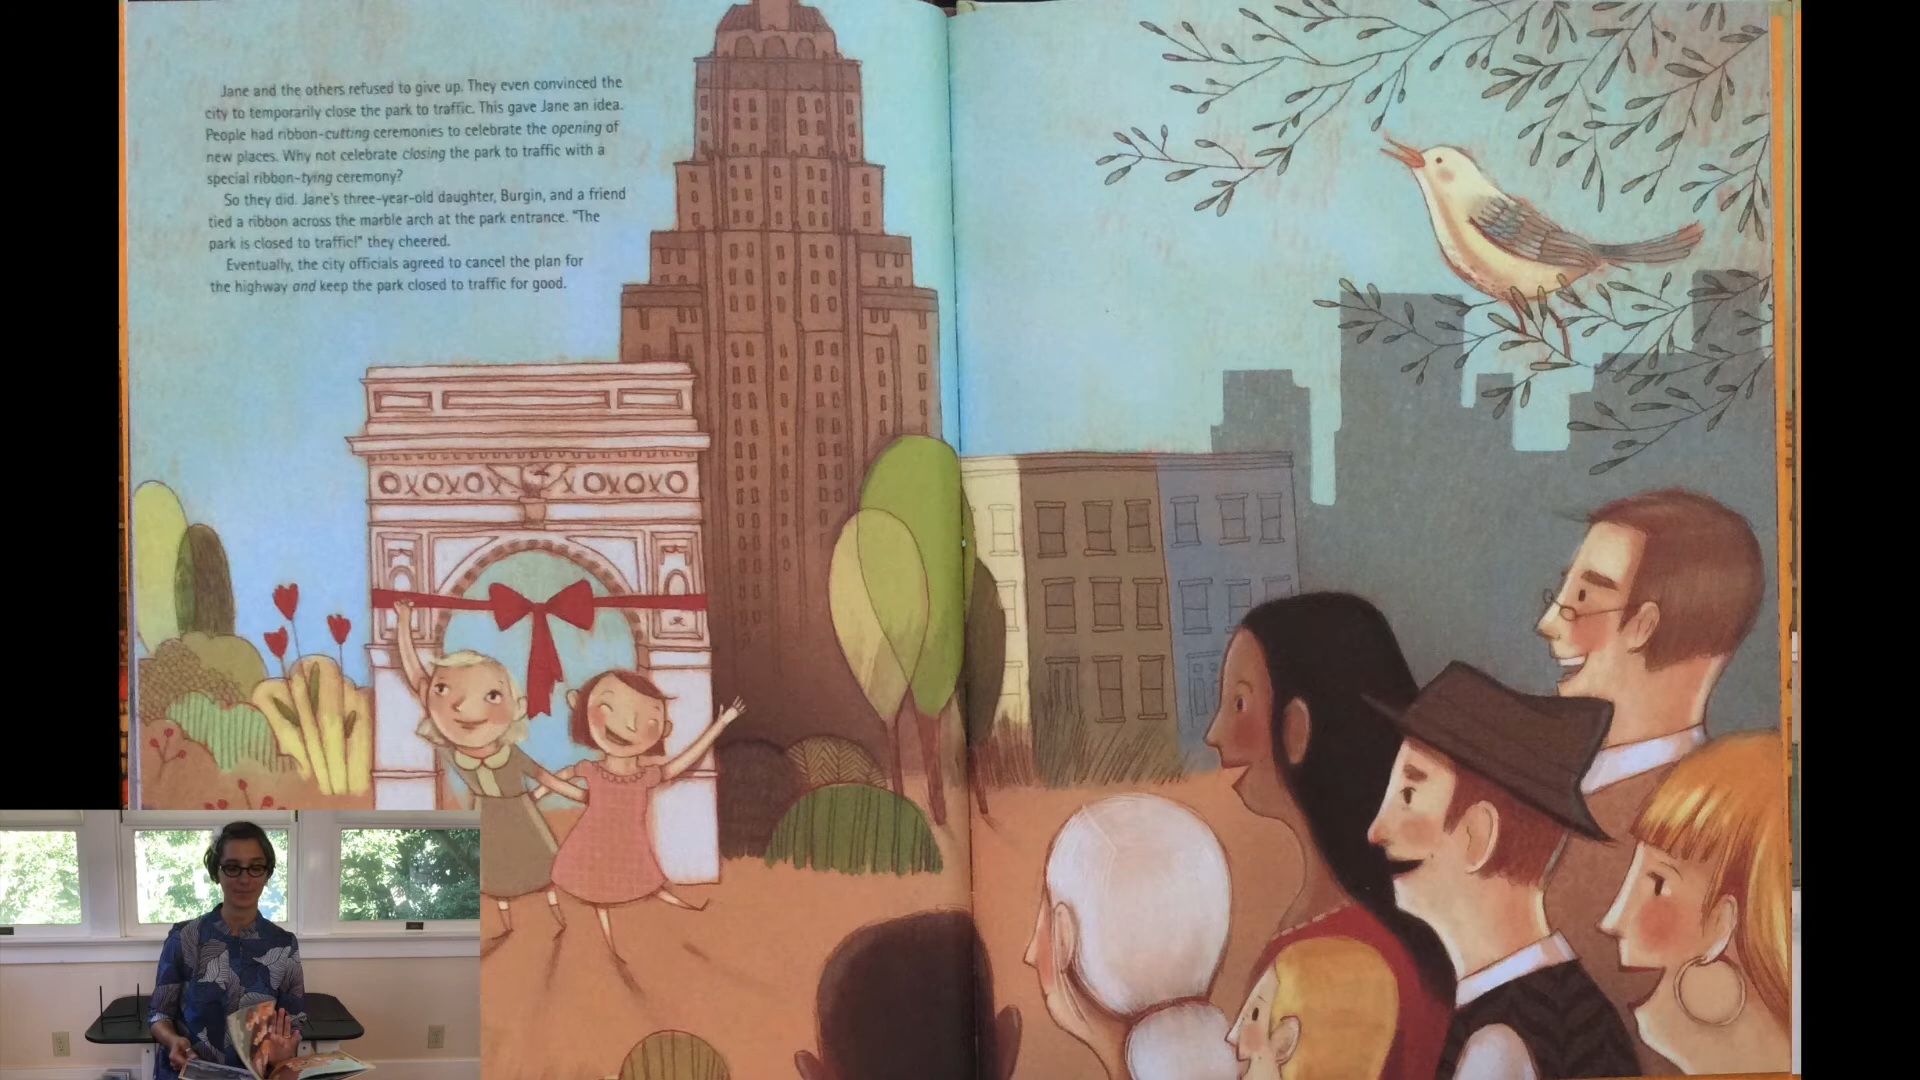 Jane and the others refused to give up. They even convinced the
city to temporarily close the park to traffic. This gave Jane an idea.
People had ribbon-cutting ceremonies to celebrate the opening of
new places. Why not celebrate closing the park to traffic with a
special ribbon-tying ceremony?
So they did. Jane's three-year-old daughter, Burgin, and a friend
tied a ribbon across the marble arch at the park entrance. "The
park is closed to traffic!" they cheered.
Eventually, the city officials agreed to cancel the plan for
the highway and keep the park closed to traffic for good.
OXOXOX XOXOXO